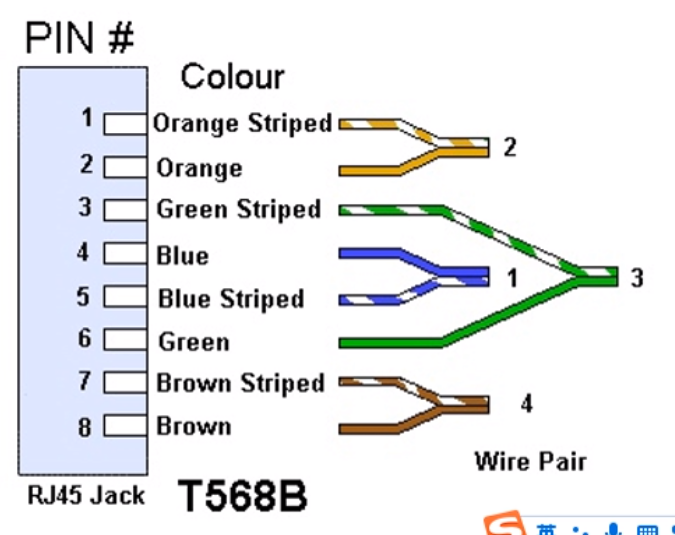 PIN #
Colour
1 Orange Striped
2 Orange
2
3 Green Striped
4 Blue
5 Blue Striped
1
3
6 Green
7 Brown Striped
8 Brown
4
Wire Pair
RJ45 Jack
T568B
S 英